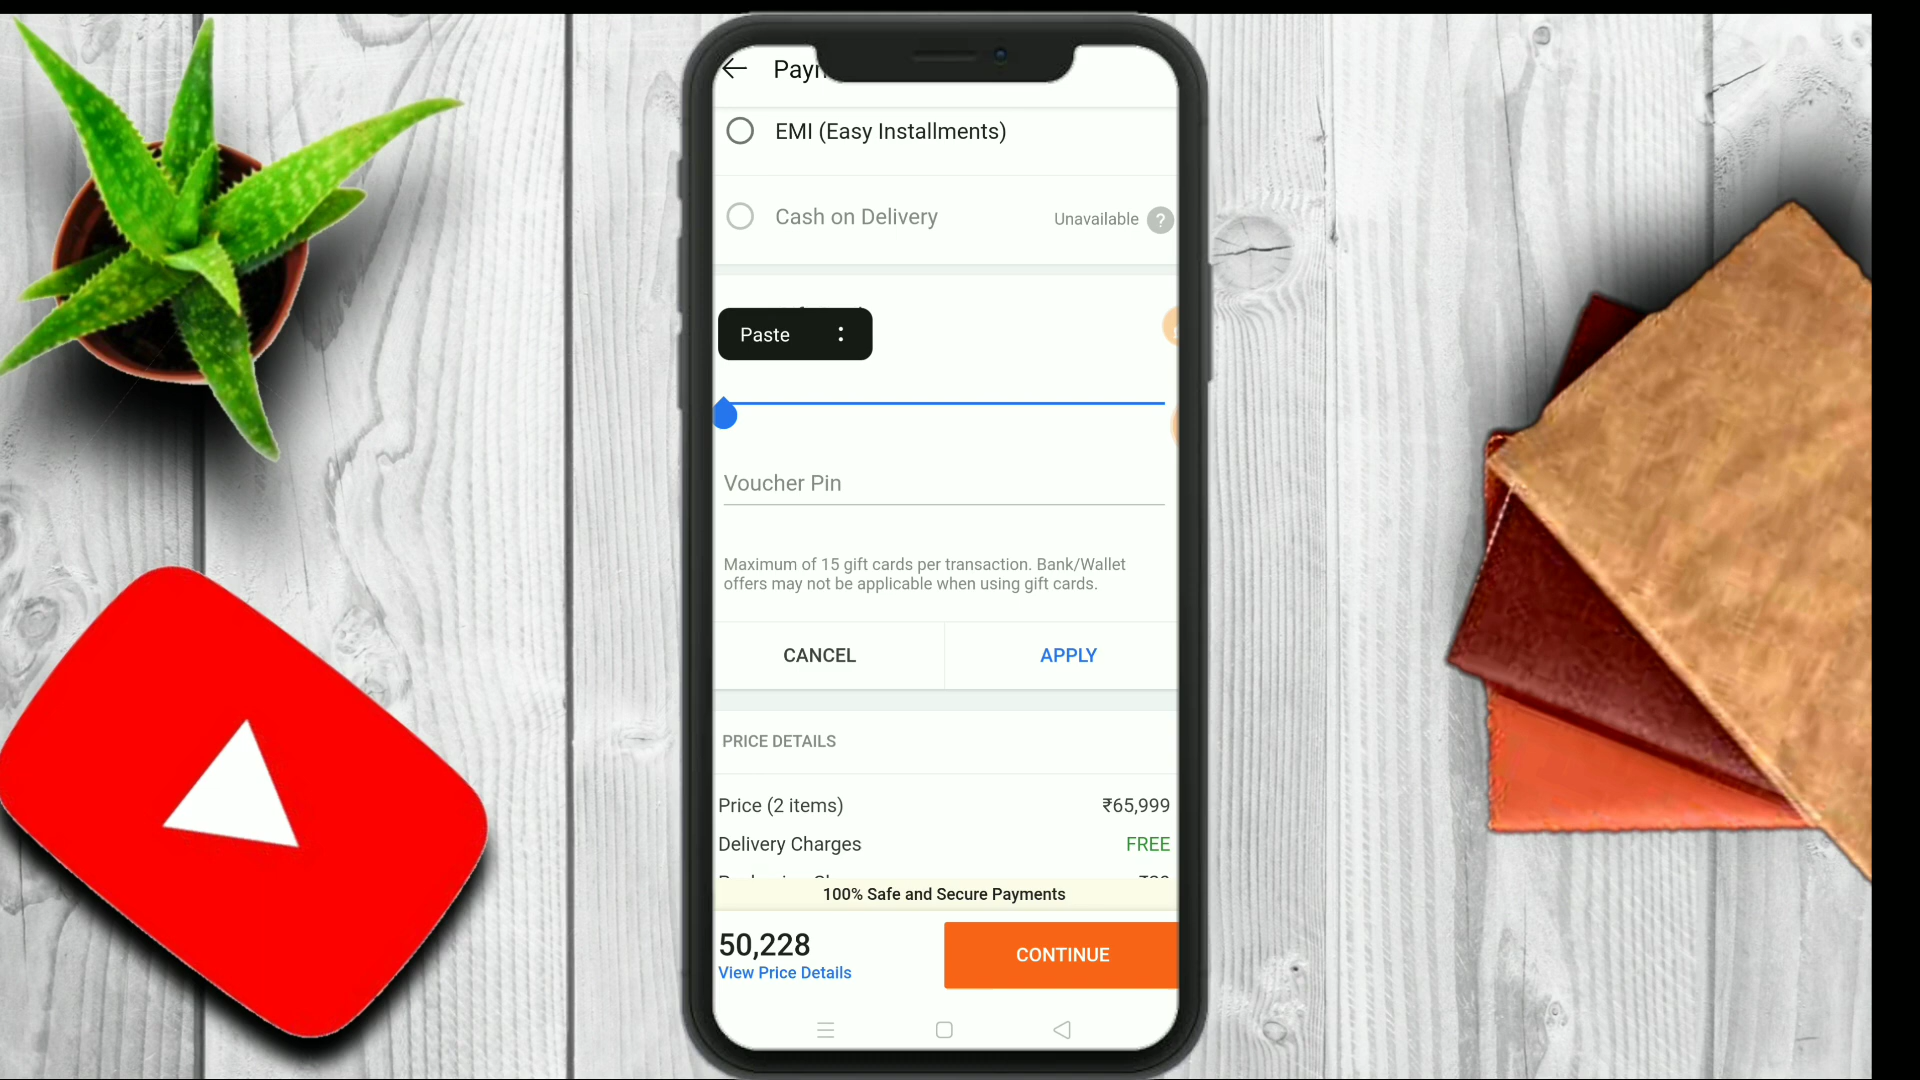 EMI (Easy Installments)
Cash on Delivery
Unavailable ?
Paste
Voucher Pin
Maximum of 15 gift cards per transaction. Bank/Wallet
offers may not be applicable when using gift cards.
CANCEL APPLY
PRICE DETAILS
Price (2 items) ₹65,999
Delivery Charges FREE
100% Safe and Secure Payments
50,228
View Price Details
CONTINUE